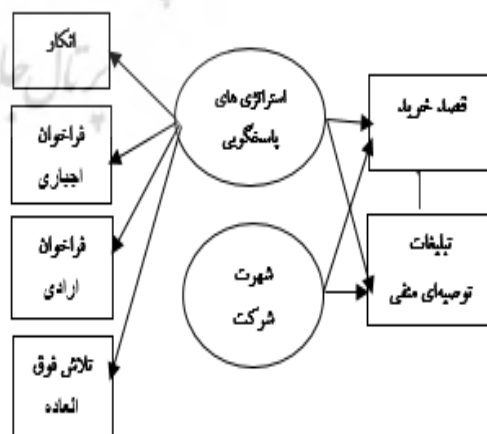 انکار
فراخوان
اجباری
فراخوان
ارادی
تلاش فوق
العاده
استراتژی های
پاسخگویی
شهرت
شرکت
قصد خرید
تبلیغات
توصیه‌ای منفی